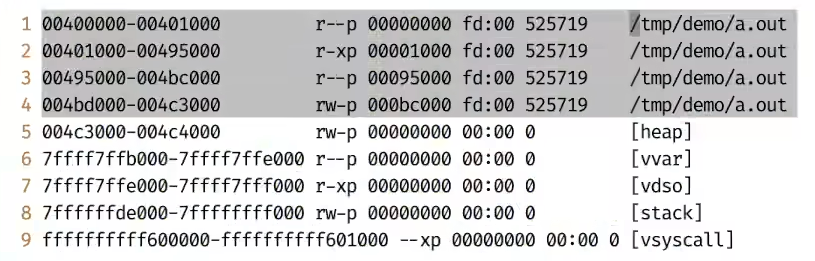 1 00400000-00401000 r--p 00000000 fd:00 525719 /tmp/demo/a.out
2 00401000-00495000 r-xp 00001000 fd:00 525719 /tmp/demo/a.out
3 00495000-004bc000 r--p 00095000 fd:00 525719 /tmp/demo/a.out
4 004bd000-004c3000 rw-p 000bc000 fd:00 525719 /tmp/demo/a.out
5 004c3000-004c4000 rw-p 00000000 00:00 0 [heap]
6 7ffff7ffb000-7ffff7ffe000 r--p 00000000 00:00 0 [vvar]
7 7ffff7ffe000-7ffff7fff000 r-xp 00000000 00:00 0 [vdso]
8 7ffffffde000-7ffffffff000 rw-p 00000000 00:00 0 [stack]
9 ffffffffff600000-ffffffffff601000 --xp 00000000 00:00 0 [vsyscall]